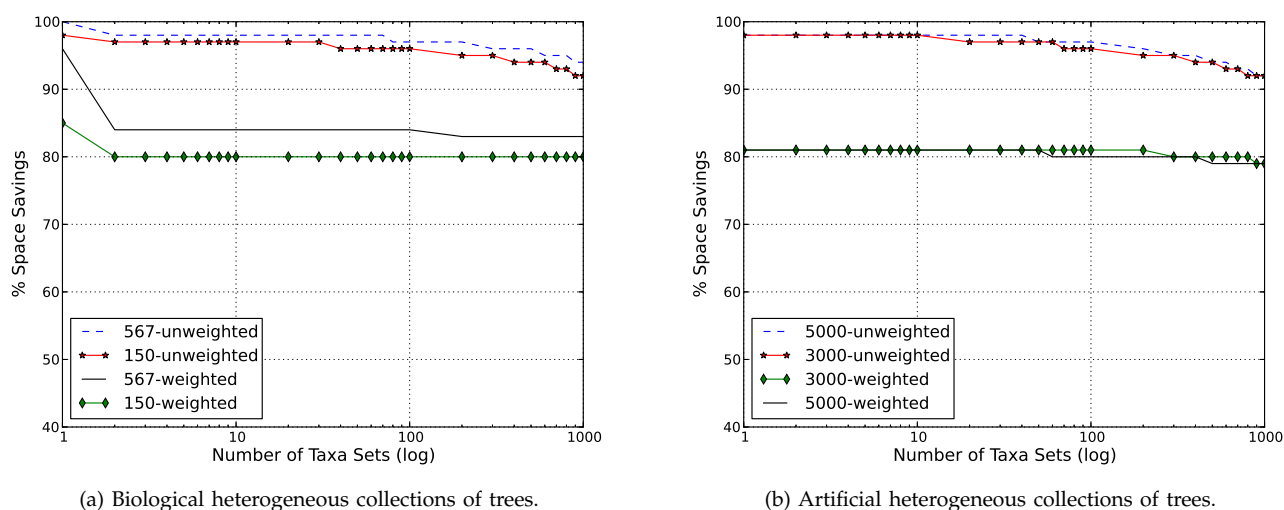 100
90
80
70
60
50
40
% Space Savings
567-unweighted
150-unweighted
567-weighted
150-weighted
1 10 100 1000
Number of Taxa Sets (log)
(a) Biological heterogeneous collections of trees.
100
90
80
70
60
50
40
% Space Savings
5000-unweighted
3000-unweighted
3000-weighted
5000-weighted
1 10 100 1000
Number of Taxa Sets (log)
(b) Artificial heterogeneous collections of trees.